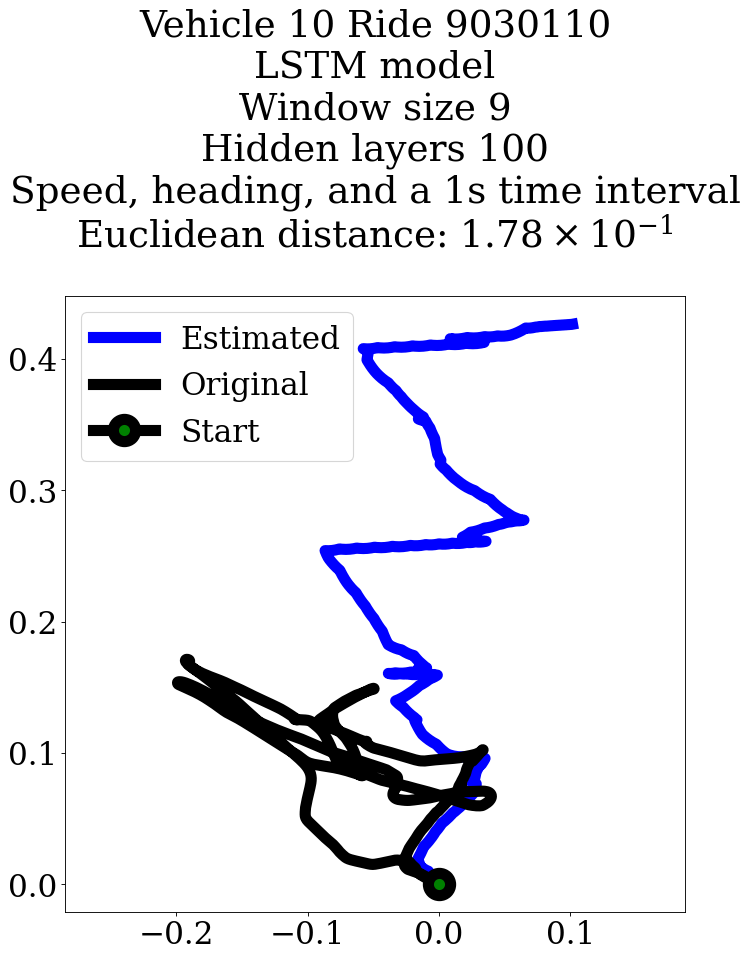 Vehicle 10 Ride 9030110
LSTM model
Window size 9
Hidden layers 100
Speed, heading, and a 1s time interval
Euclidean distance: 1.78 × 10⁻¹
Estimated
Original
Start
0.4
0.3
0.2
0.1
0.0
−0.2 −0.1 0.0 0.1